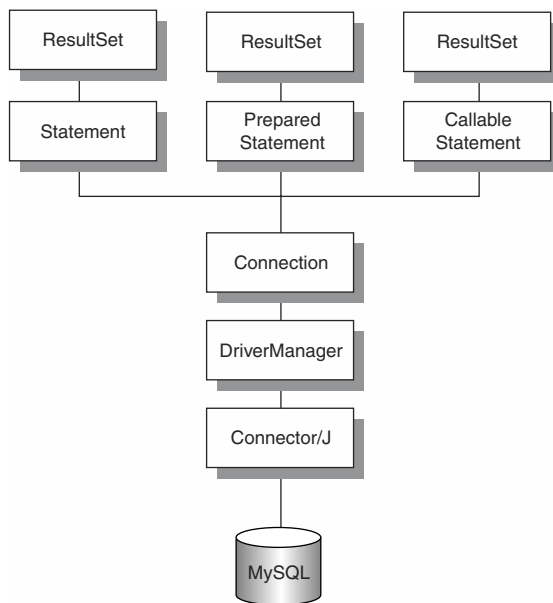 ResultSet
ResultSet
ResultSet
Statement
Prepared
Statement
Callable
Statement
Connection
DriverManager
Connector/J
MySQL